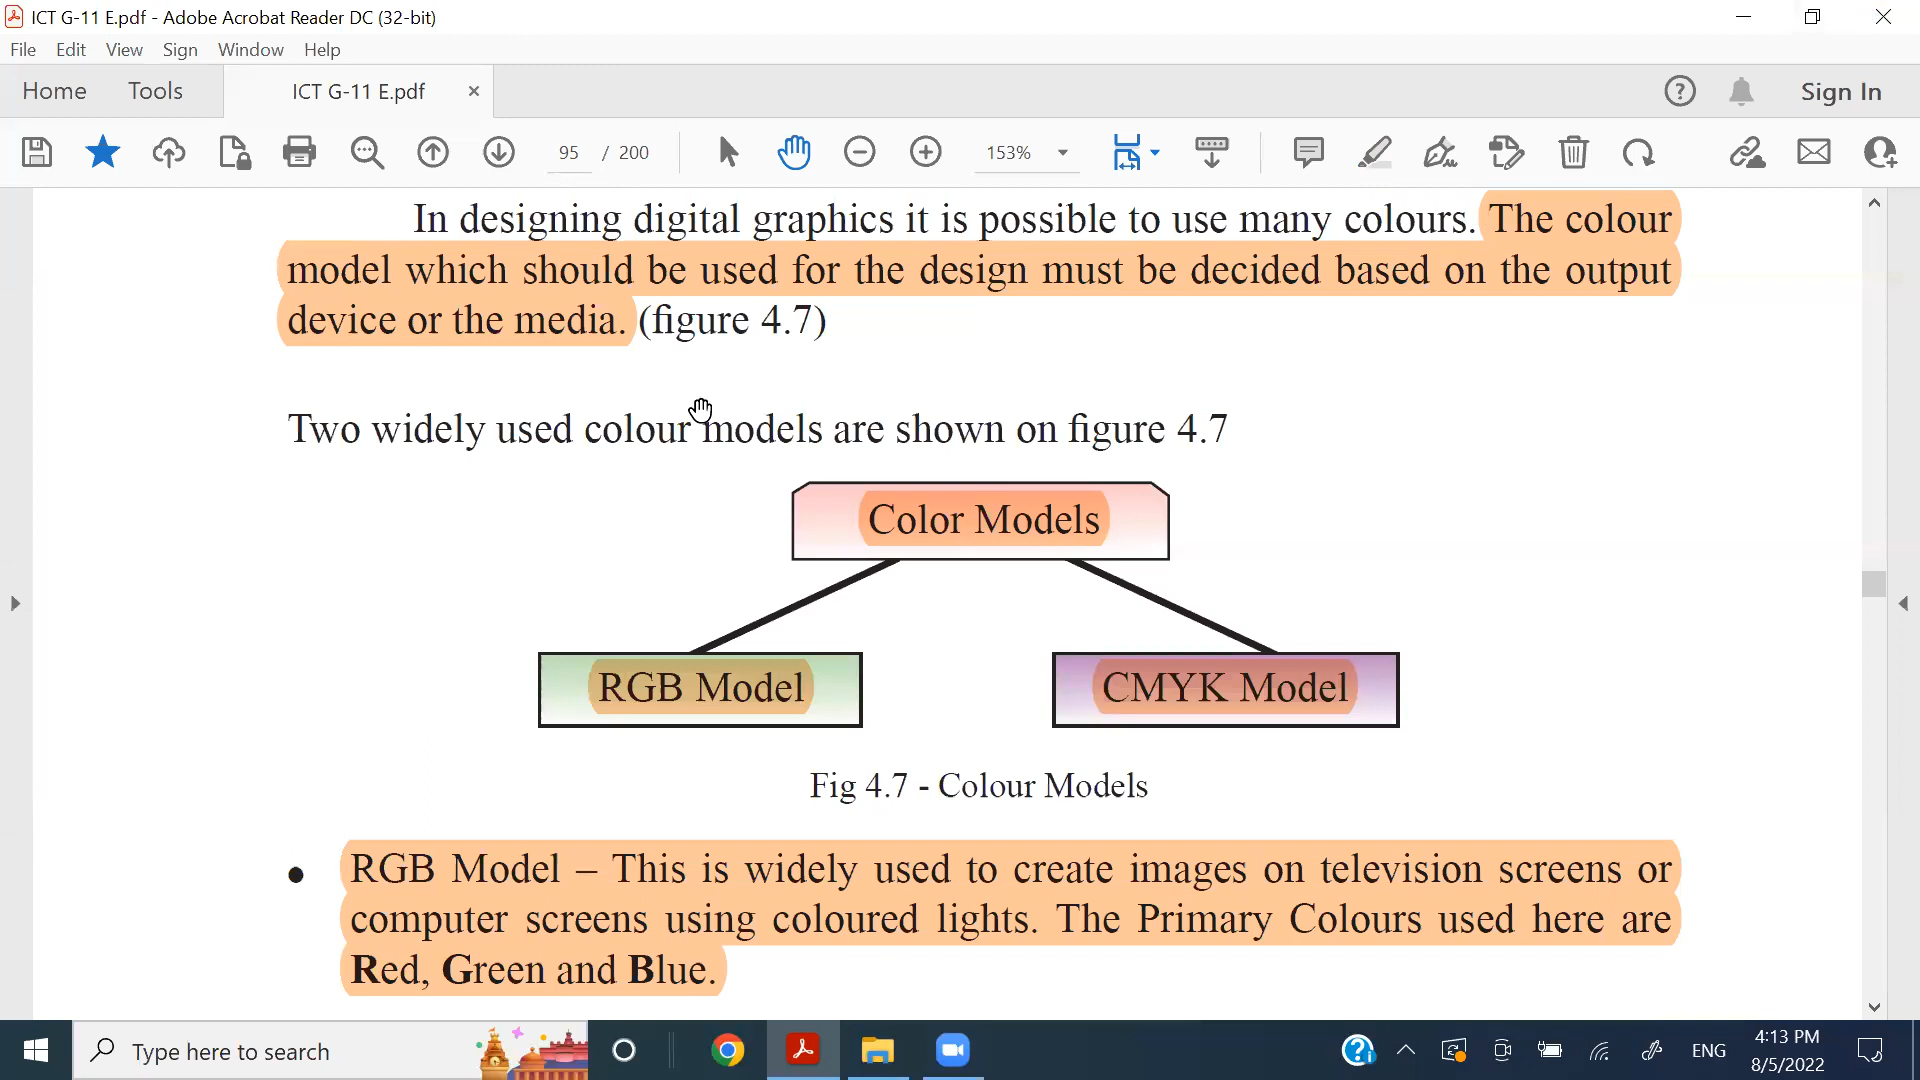 ICT G-11 E.pdf - Adobe Acrobat Reader DC (32-bit)
File Edit View Sign Window Help
Home Tools ICT G-11 E.pdf × Sign In
95 / 200 153%
In designing digital graphics it is possible to use many colours. The colour
model which should be used for the design must be decided based on the output
device or the media. (figure 4.7)
Two widely used colour models are shown on figure 4.7
Color Models
RGB Model CMYK Model
Fig 4.7 - Colour Models
● RGB Model – This is widely used to create images on television screens or
computer screens using coloured lights. The Primary Colours used here are
Red, Green and Blue.
Type here to search ENG 4:13 PM
8/5/2022